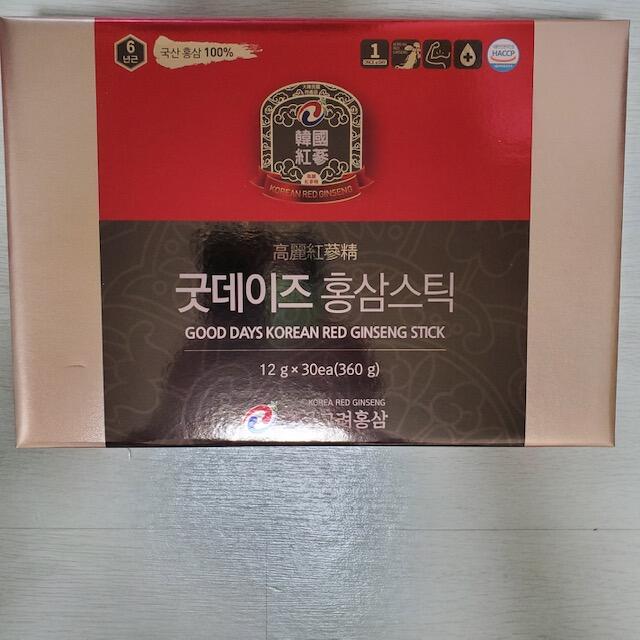 6
년근
국산 홍삼 100%
1
HACCP
韓國
紅蔘
KOREAN RED GINSENG
高麗紅蔘精
굿데이즈 홍삼스틱
GOOD DAYS KOREAN RED GINSENG STICK
12 g × 30ea(360 g)
KOREA RED GINSENG
고려홍삼